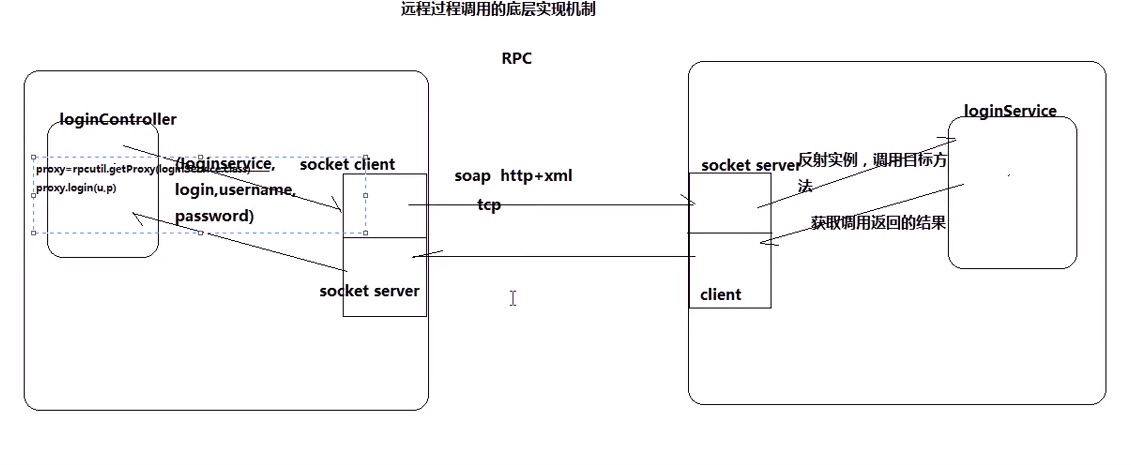 远程过程调用的底层实现机制
RPC
loginController
proxy=rpcutil.getProxy(loginService.class)
proxy.login(u,p)
(loginservice,
login,username,
password)
socket client
socket server
soap http+xml
tcp
socket server
client
反射实例，调用目标方
法
获取调用返回的结果
loginService